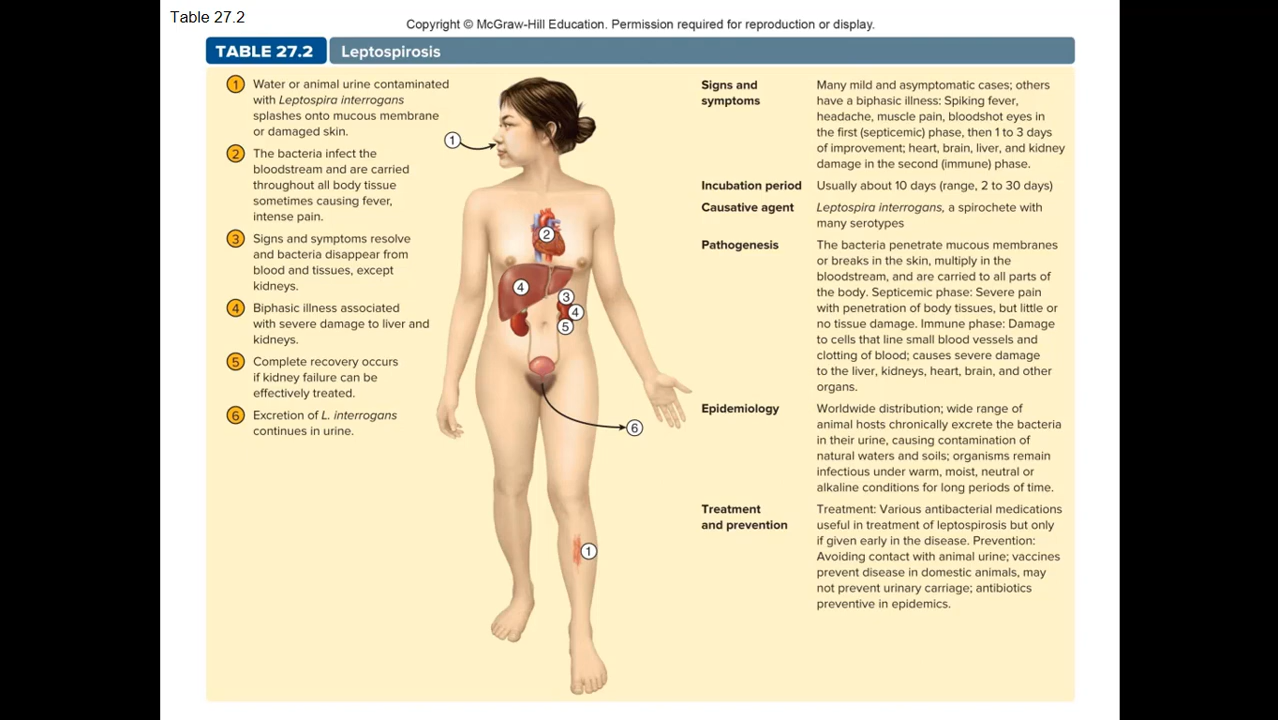 Table 27.2
Copyright © McGraw-Hill Education. Permission required for reproduction or display.
TABLE 27.2
Leptospirosis
1 Water or animal urine contaminated
with Leptospira interrogans
splashes onto mucous membrane
or damaged skin.
2 The bacteria infect the
bloodstream and are carried
throughout all body tissue
sometimes causing fever,
intense pain.
3 Signs and symptoms resolve
and bacteria disappear from
blood and tissues, except
kidneys.
4 Biphasic illness associated
with severe damage to liver and
kidneys.
5 Complete recovery occurs
if kidney failure can be
effectively treated.
6 Excretion of L. interrogans
continues in urine.
1
2
4
3
4
5
6
1
Signs and
symptoms
Many mild and asymptomatic cases; others
have a biphasic illness: Spiking fever,
headache, muscle pain, bloodshot eyes in
the first (septicemic) phase, then 1 to 3 days
of improvement; heart, brain, liver, and kidney
damage in the second (immune) phase.
Incubation period
Usually about 10 days (range, 2 to 30 days)
Causative agent
Leptospira interrogans, a spirochete with
many serotypes
Pathogenesis
The bacteria penetrate mucous membranes
or breaks in the skin, multiply in the
bloodstream, and are carried to all parts of
the body. Septicemic phase: Severe pain
with penetration of body tissues, but little or
no tissue damage. Immune phase: Damage
to cells that line small blood vessels and
clotting of blood; causes severe damage
to the liver, kidneys, heart, brain, and other
organs.
Epidemiology
Worldwide distribution; wide range of
animal hosts chronically excrete the bacteria
in their urine, causing contamination of
natural waters and soils; organisms remain
infectious under warm, moist, neutral or
alkaline conditions for long periods of time.
Treatment
and prevention
Treatment: Various antibacterial medications
useful in treatment of leptospirosis but only
if given early in the disease. Prevention:
Avoiding contact with animal urine; vaccines
prevent disease in domestic animals, may
not prevent urinary carriage; antibiotics
preventive in epidemics.